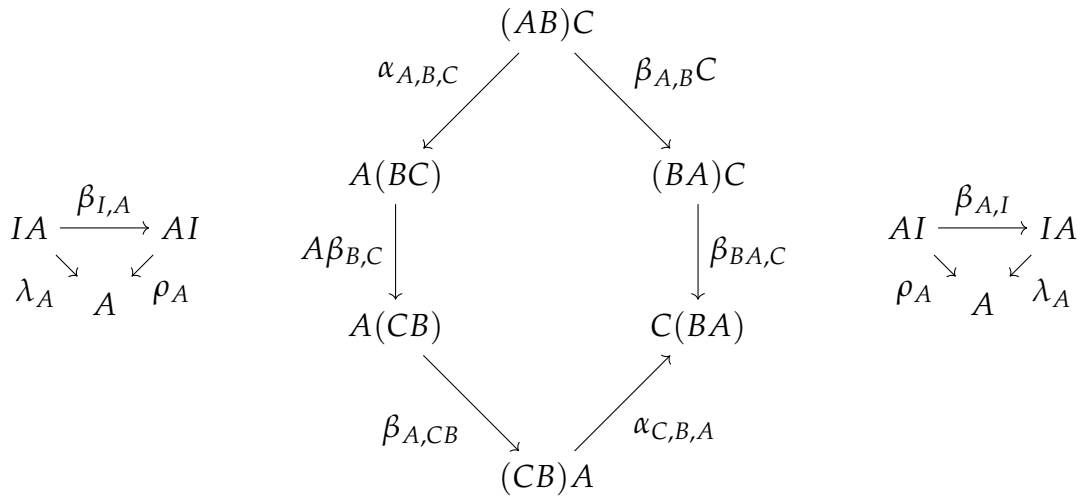 (AB)C
α_{A,B,C} β_{A,B}C
A(BC) (BA)C
β_{I,A} β_{A,I}
IA AI Aβ_{B,C} β_{BA,C} AI IA
λ_A A ρ_A ρ_A A λ_A
A(CB) C(BA)
β_{A,CB} α_{C,B,A}
(CB)A